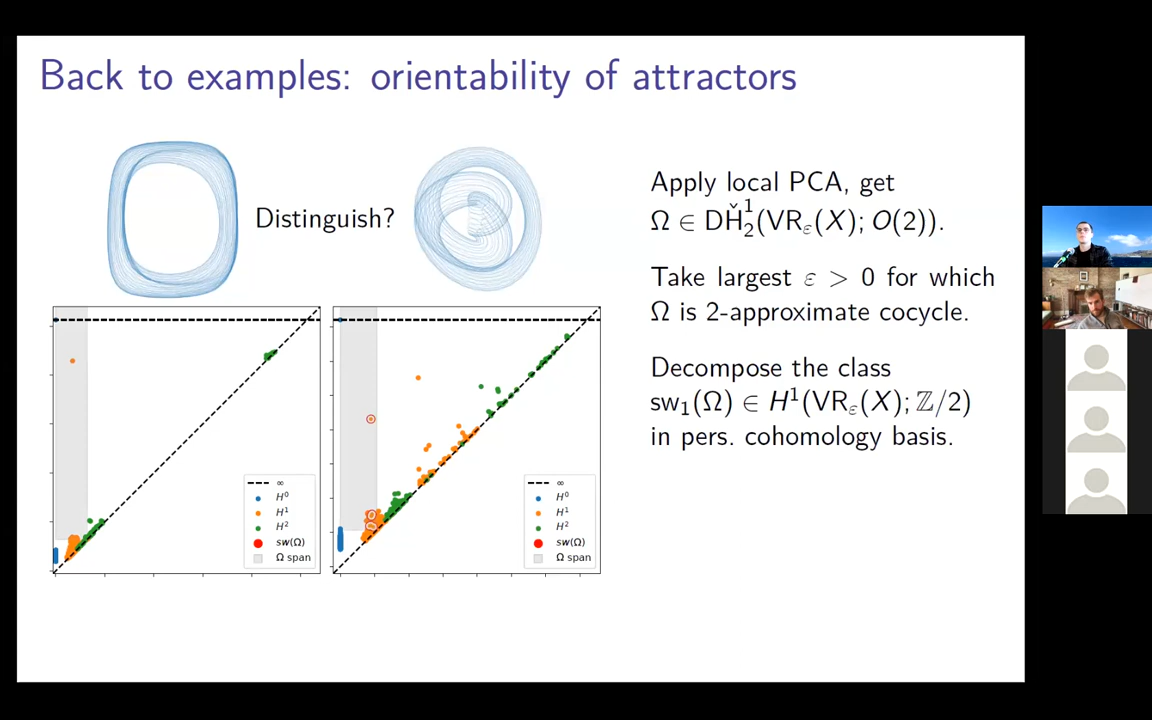 Back to examples: orientability of attractors
Distinguish?
Apply local PCA, get
Ω ∈ DȞ¹₂(VRε(X); O(2)).
Take largest ε > 0 for which
Ω is 2-approximate cocycle.
Decompose the class
sw₁(Ω) ∈ H¹(VRε(X); ℤ/2)
in pers. cohomology basis.
∞
H⁰
H¹
H²
sw(Ω)
Ω span
∞
H⁰
H¹
H²
sw(Ω)
Ω span